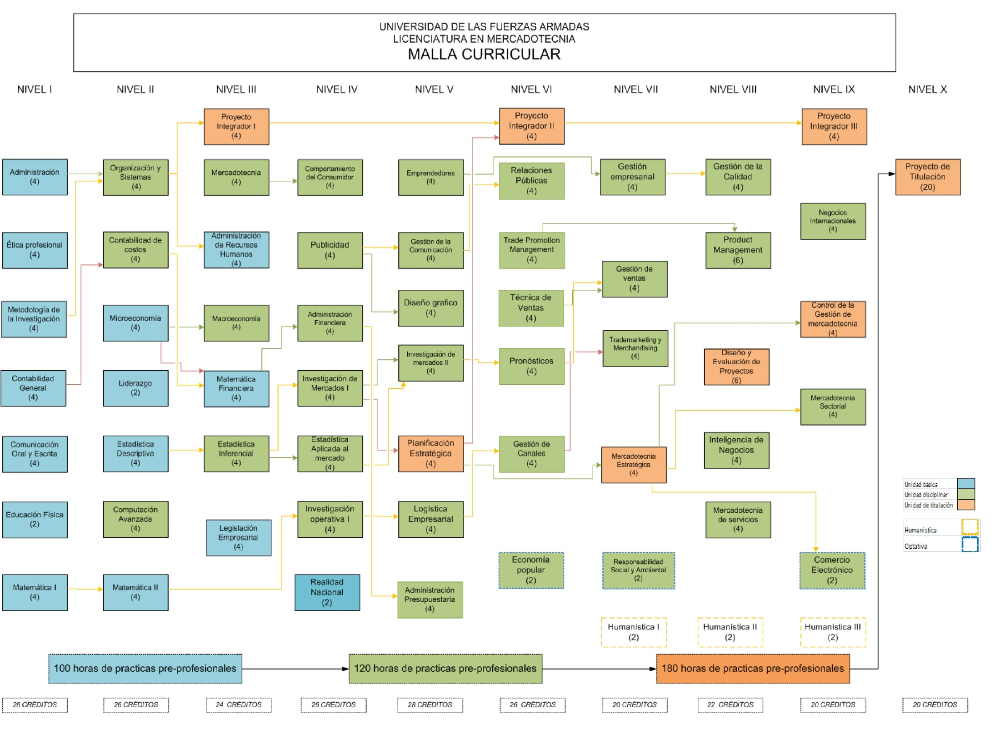 UNIVERSIDAD DE LAS FUERZAS ARMADAS
LICENCIATURA EN MERCADOTECNIA
MALLA CURRICULAR
NIVEL I
NIVEL II
NIVEL III
NIVEL IV
NIVEL V
NIVEL VI
NIVEL VII
NIVEL VIII
NIVEL IX
NIVEL X
Administración
(4)
Ética profesional
(4)
Metodología de
la Investigación
(4)
Contabilidad
General
(4)
Comunicación
Oral y Escrita
(4)
Educación Física
(2)
Matemática I
(4)
Organización y
Sistemas
(4)
Contabilidad de
costos
(4)
Microeconomía
(4)
Liderazgo
(2)
Estadística
Descriptiva
(4)
Computación
Avanzada
(4)
Matemática II
(4)
Proyecto
Integrador I
(4)
Mercadotecnia
(4)
Administración
de Recursos
Humanos
(4)
Macroeconomía
(4)
Matemática
Financiera
(4)
Estadística
Inferencial
(4)
Legislación
Empresarial
(4)
Comportamiento
del Consumidor
(4)
Publicidad
(4)
Administración
Financiera
(4)
Investigación de
Mercados I
(4)
Estadística
Aplicada al
mercado
(4)
Investigación
operativa I
(4)
Realidad
Nacional
(2)
Emprendedores
(4)
Gestión de la
Comunicación
(4)
Diseño grafico
(4)
Investigación de
mercados II
(4)
Planificación
Estratégica
(4)
Logística
Empresarial
(4)
Administración
Presupuestaria
(4)
Proyecto
Integrador II
(4)
Relaciones
Públicas
(4)
Trade Promotion
Management
(4)
Técnica de
Ventas
(4)
Pronósticos
(4)
Gestión de
Canales
(4)
Economía
popular
(2)
Gestión
empresarial
(4)
Gestión de
ventas
(4)
Trademarketing y
Merchandising
(4)
Mercadotecnia
Estratégica
(4)
Responsabilidad
Social y Ambiental
(2)
Humanística I
(2)
Gestión de la
Calidad
(4)
Product
Management
(6)
Diseño y
Evaluación de
Proyectos
(6)
Inteligencia de
Negocios
(4)
Mercadotecnia
de servicios
(4)
Humanística II
(2)
Proyecto
Integrador III
(4)
Negocios
Internacionales
(4)
Control de la
Gestión de
mercadotecnia
(4)
Mercadotecnia
Sectorial
(4)
Comercio
Electrónico
(2)
Humanística III
(2)
Proyecto de
Titulación
(20)
Unidad básica
Unidad disciplinar
Unidad de titulación
Humanistica
Optativa
100 horas de practicas pre-profesionales
120 horas de practicas pre-profesionales
180 horas de practicas pre-profesionales
26 CRÉDITOS
26 CRÉDITOS
24 CRÉDITOS
26 CRÉDITOS
28 CRÉDITOS
26 CRÉDITOS
20 CRÉDITOS
22 CRÉDITOS
20 CRÉDITOS
20 CRÉDITOS